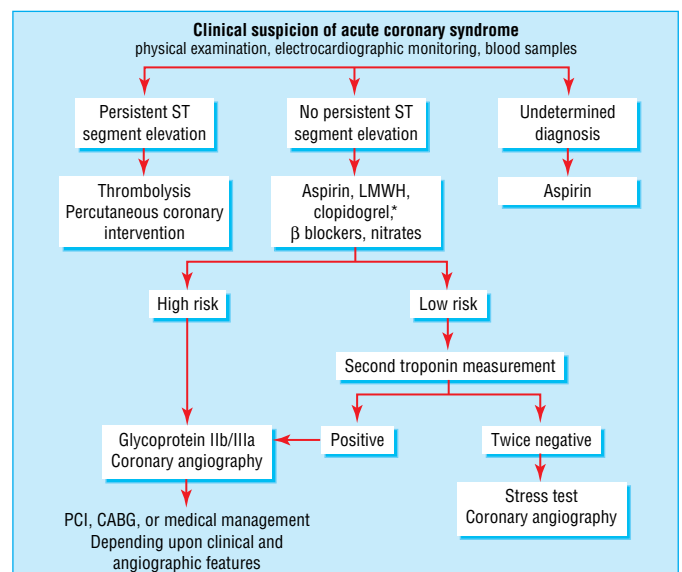 Clinical suspicion of acute coronary syndrome
physical examination, electrocardiographic monitoring, blood samples
Persistent ST
segment elevation
No persistent ST
segment elevation
Undetermined
diagnosis
Thrombolysis
Percutaneous coronary
intervention
Aspirin, LMWH,
clopidogrel,*
β blockers, nitrates
Aspirin
High risk
Low risk
Second troponin measurement
Glycoprotein IIb/IIIa
Coronary angiography
Positive
Twice negative
Stress test
Coronary angiography
PCI, CABG, or medical management
Depending upon clinical and
angiographic features